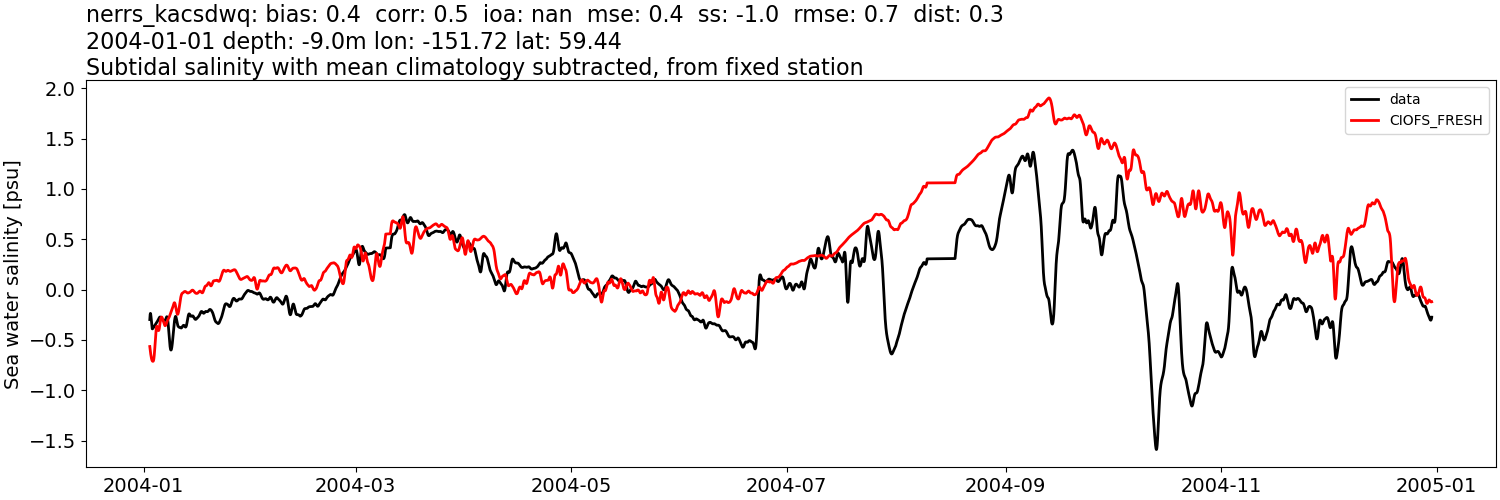 nerrs_kacsdwq: bias: 0.4  corr: 0.5  ioa: nan  mse: 0.4  ss: -1.0  rmse: 0.7  dist: 0.3
2004-01-01 depth: -9.0m lon: -151.72 lat: 59.44
Subtidal salinity with mean climatology subtracted, from fixed station
Sea water salinity [psu]
2.0
1.5
1.0
0.5
0.0
−0.5
−1.0
−1.5
data
CIOFS_FRESH
2004-01
2004-03
2004-05
2004-07
2004-09
2004-11
2005-01